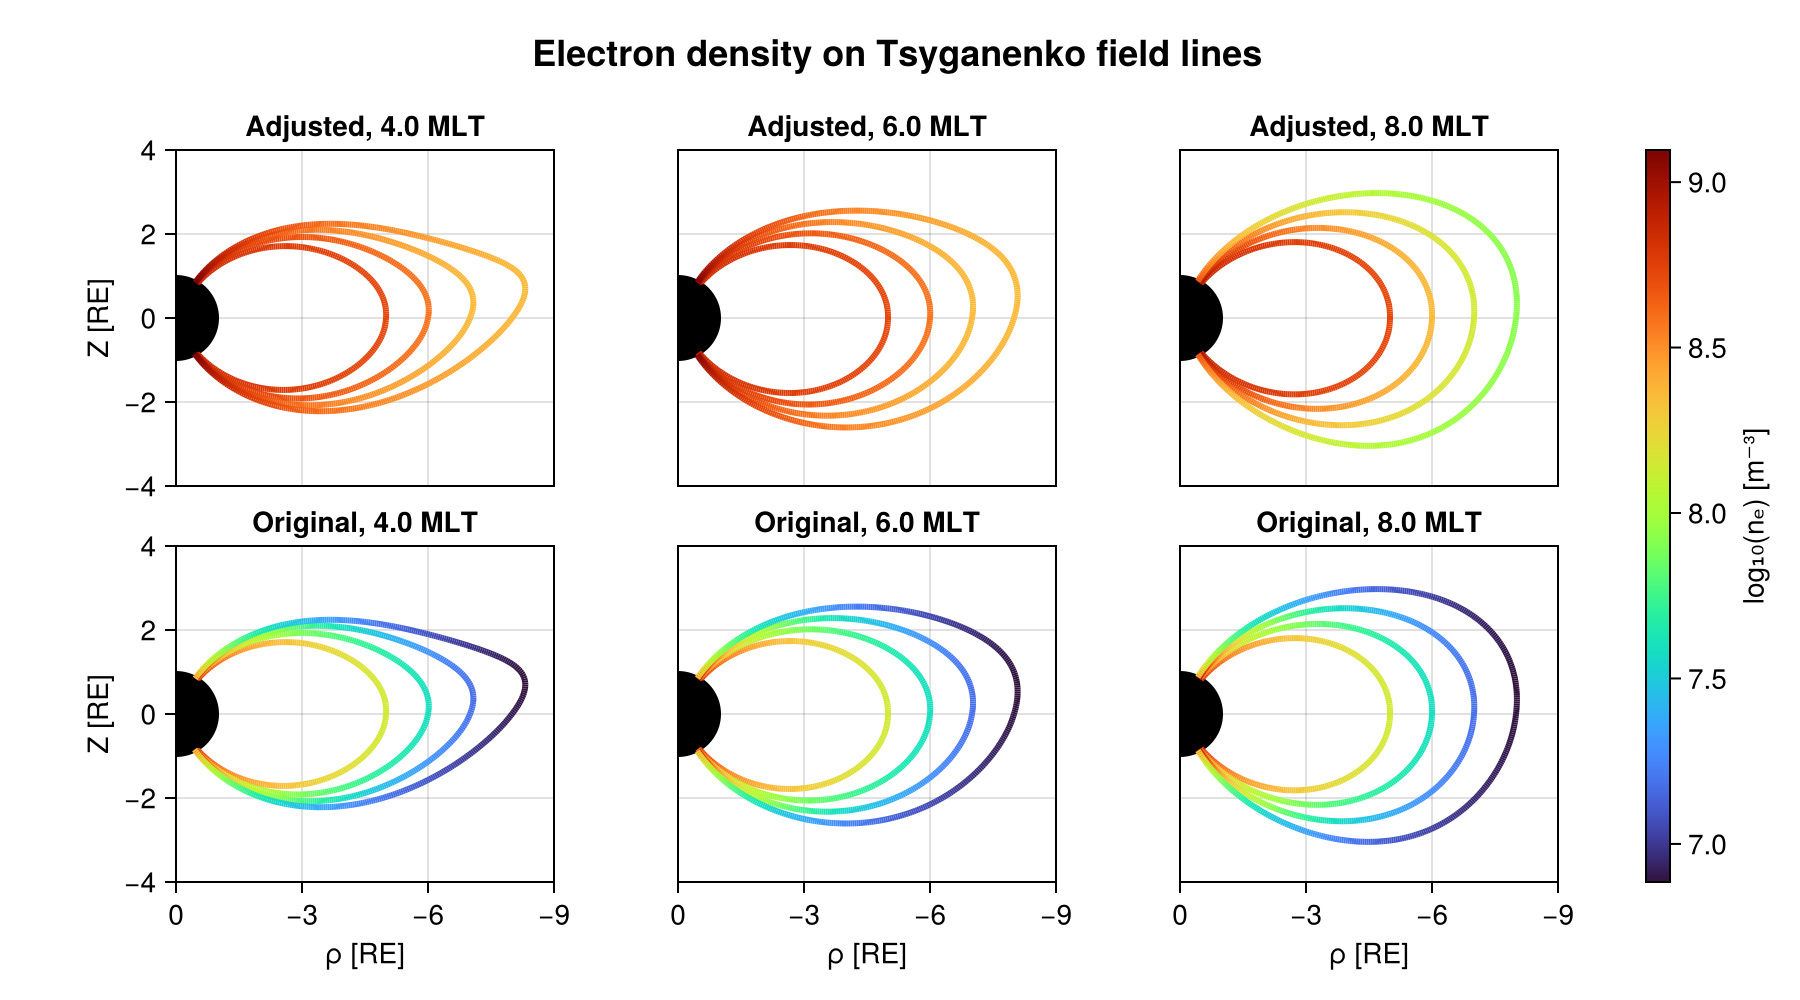 Electron density on Tsyganenko field lines
Adjusted, 4.0 MLT
Adjusted, 6.0 MLT
Adjusted, 8.0 MLT
4
2
0
−2
−4
Z [RE]
Original, 4.0 MLT
Original, 6.0 MLT
Original, 8.0 MLT
4
2
0
−2
−4
Z [RE]
0 −3 −6 −9
0 −3 −6 −9
0 −3 −6 −9
ρ [RE]
ρ [RE]
ρ [RE]
9.0
8.5
8.0
7.5
7.0
log₁₀(nₑ) [m⁻³]